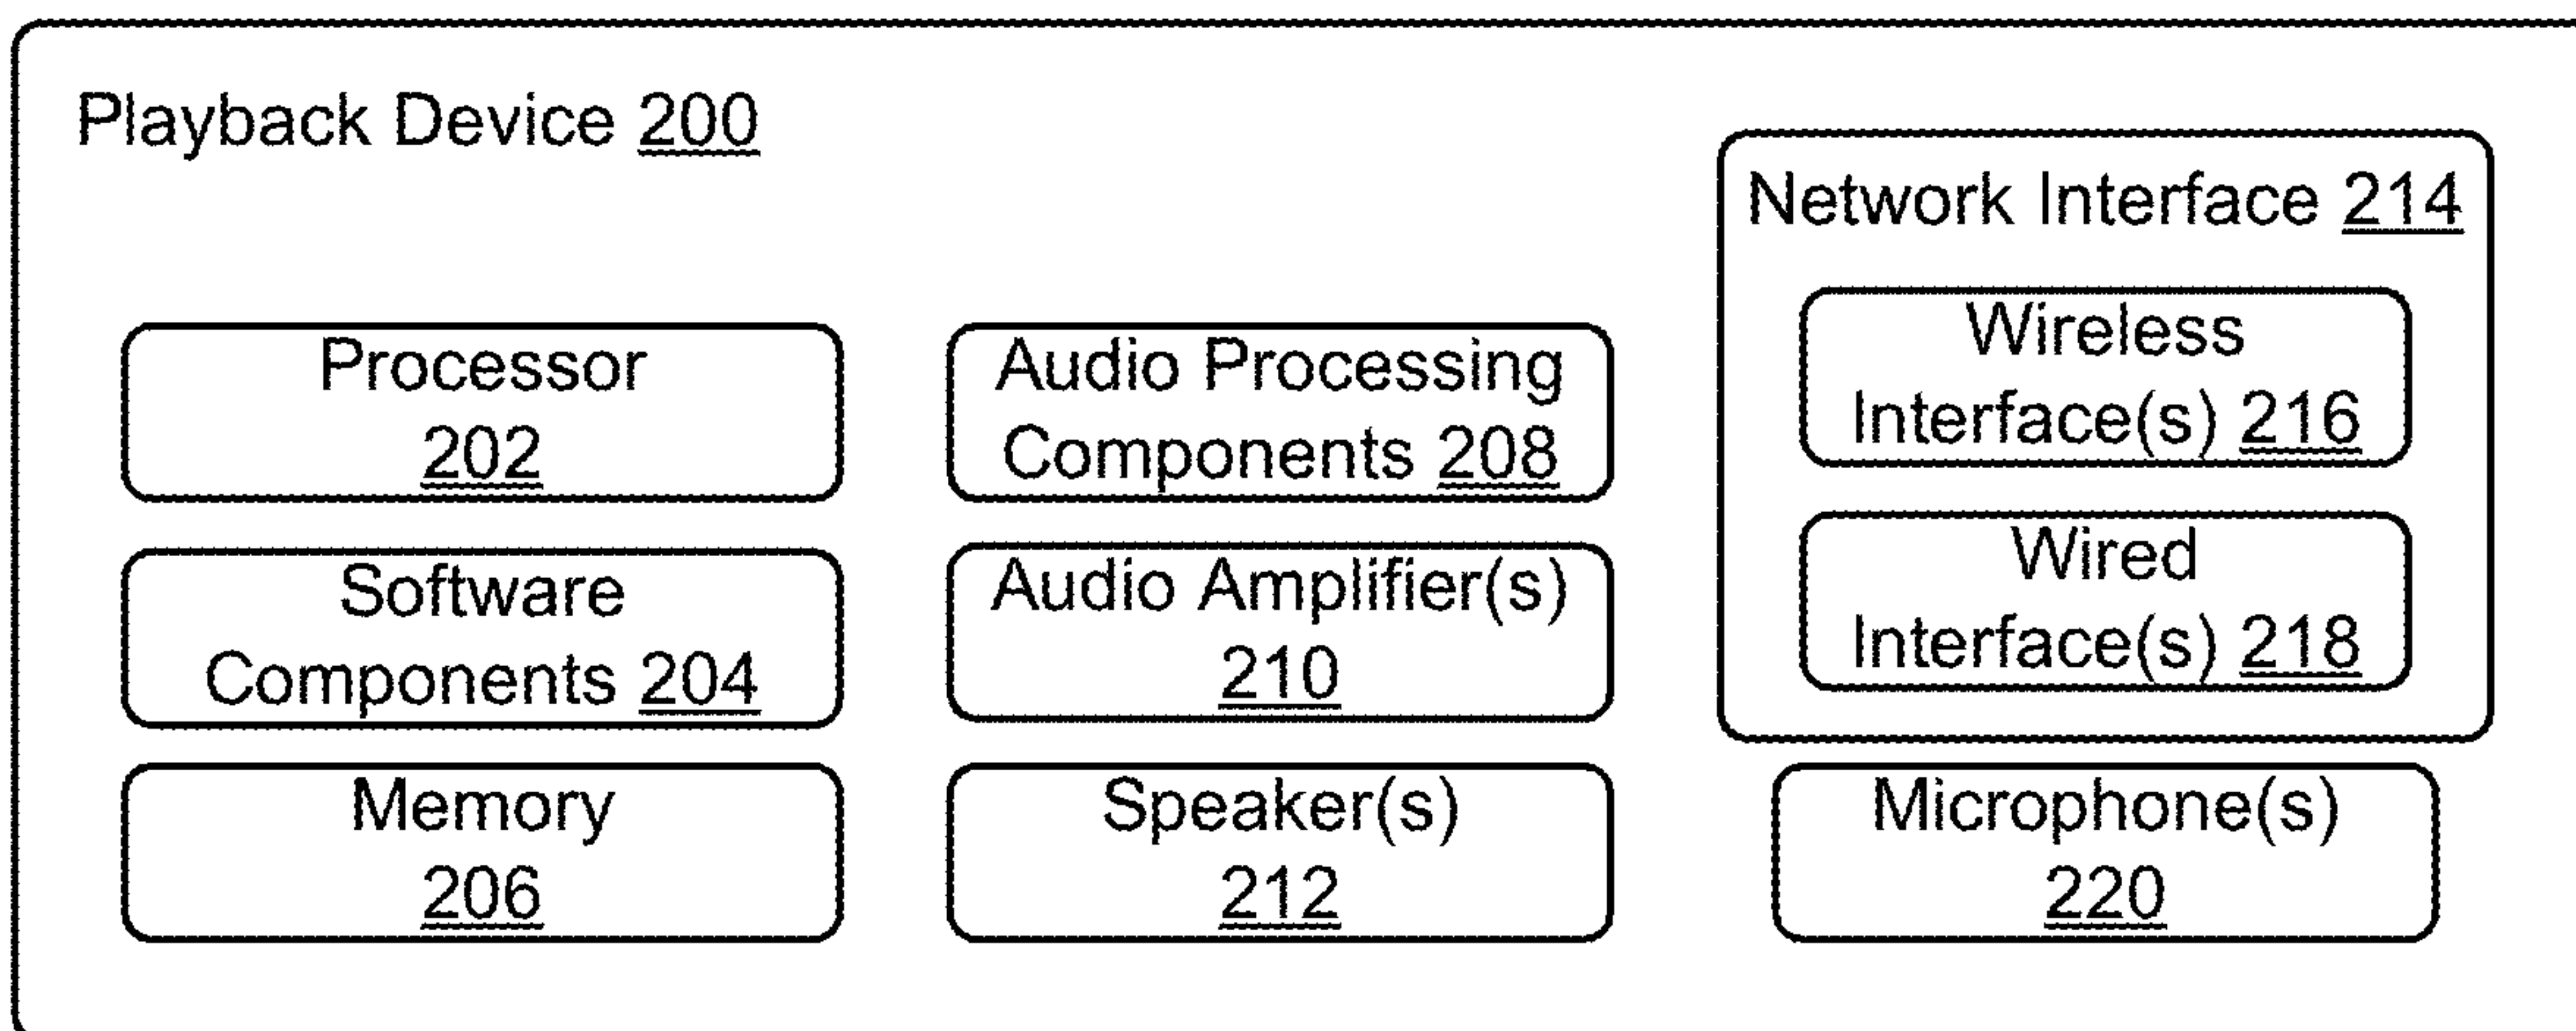 Playback Device 200
Processor
202
Software
Components 204
Memory
206
Audio Processing
Components 208
Audio Amplifier(s)
210
Speaker(s)
212
Network Interface 214
Wireless
Interface(s) 216
Wired
Interface(s) 218
Microphone(s)
220